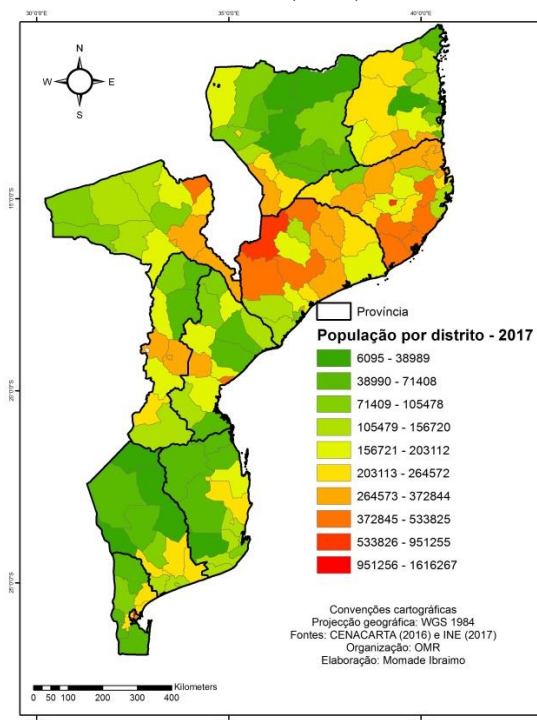 30°0'0"E 35°0'0"E 40°0'0"E
N
W E
S
15°0'0"S
20°0'0"S
25°0'0"S
Província
População por distrito - 2017
6095 - 38989
38990 - 71408
71409 - 105478
105479 - 156720
156721 - 203112
203113 - 264572
264573 - 372844
372845 - 533825
533826 - 951255
951256 - 1616267
Convenções cartográficas
Projecção geográfica: WGS 1984
Fontes: CENACARTA (2016) e INE (2017)
Organização: OMR
Elaboração: Momade Ibraimo
Kilometers
0 50 100 200 300 400